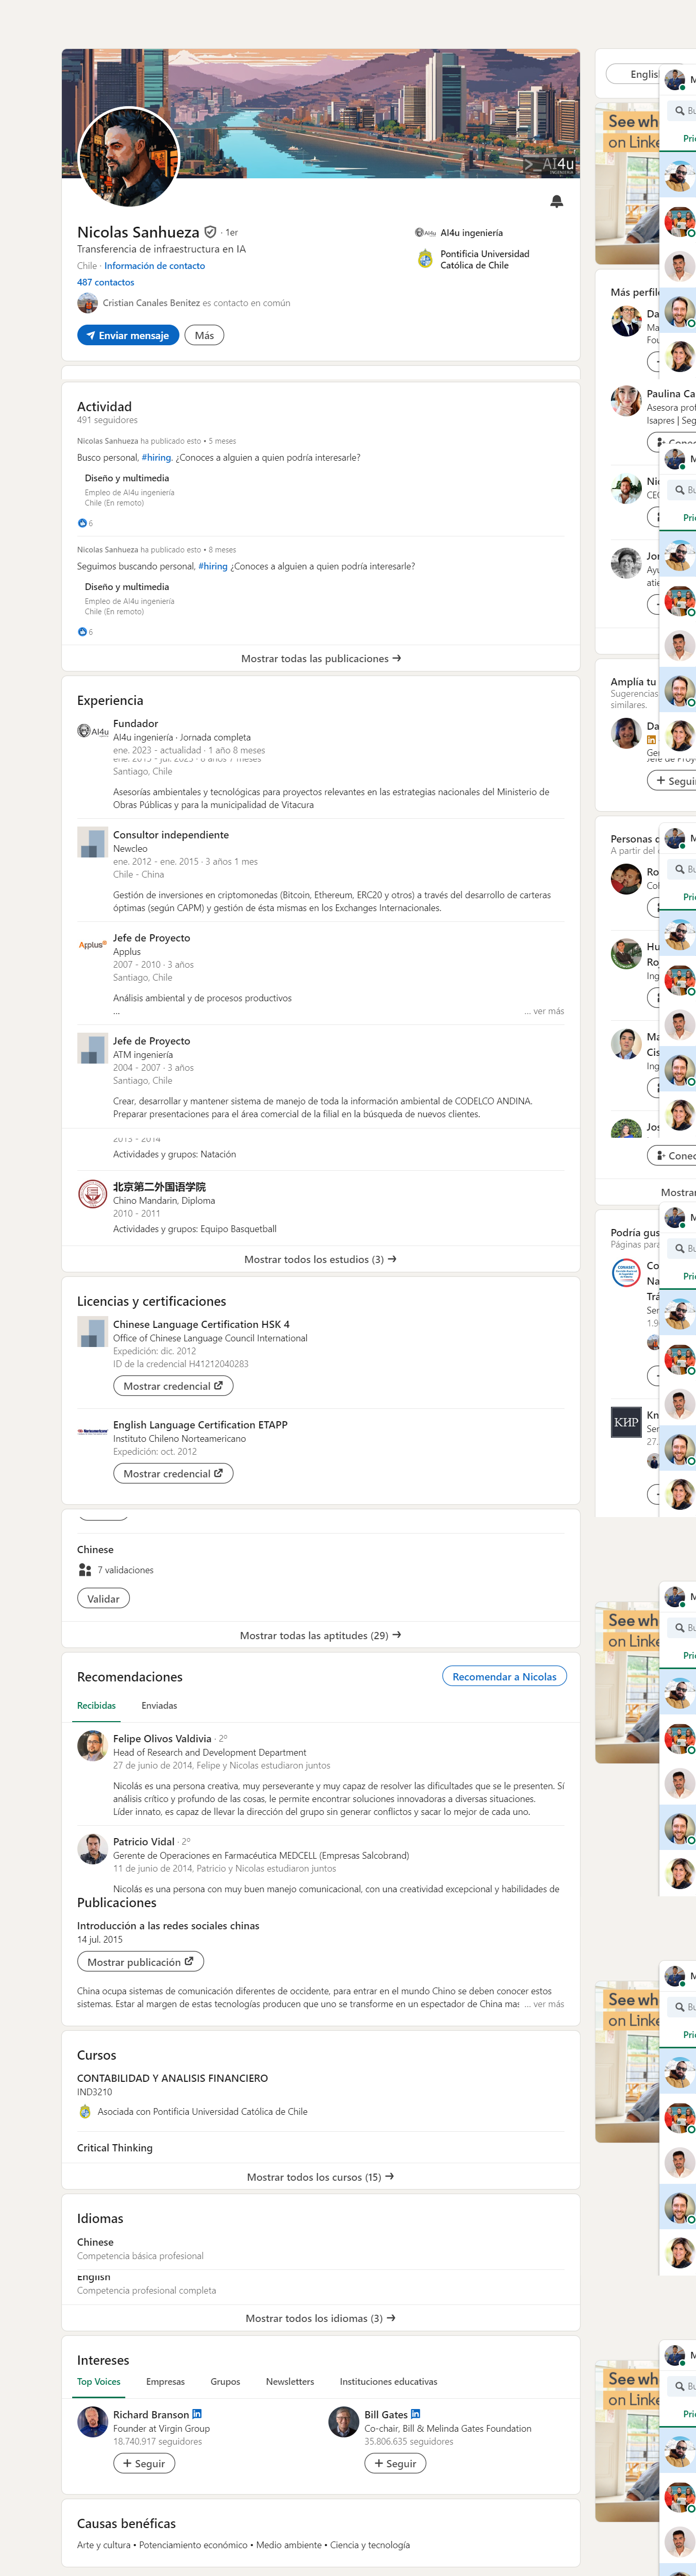 AI4u
INGENIERÍA
Nicolas Sanhueza · 1er
Transferencia de infraestructura en IA
Chile · Información de contacto
487 contactos
Cristian Canales Benitez es contacto en común
Enviar mensaje
Más
AI4u ingeniería
Pontificia Universidad
Católica de Chile
Actividad
491 seguidores
Nicolas Sanhueza ha publicado esto • 5 meses
Busco personal, #hiring. ¿Conoces a alguien a quien podría interesarle?
Diseño y multimedia
Empleo de AI4u ingeniería
Chile (En remoto)
6
Nicolas Sanhueza ha publicado esto • 8 meses
Seguimos buscando personal, #hiring ¿Conoces a alguien a quien podría interesarle?
Diseño y multimedia
Empleo de AI4u ingeniería
Chile (En remoto)
6
Mostrar todas las publicaciones →
Experiencia
AI4u
Fundador
AI4u ingeniería · Jornada completa
ene. 2023 - actualidad · 1 año 8 meses
ene. 2015 - jul. 2023 · 8 años 7 meses
Santiago, Chile
Asesorías ambientales y tecnológicas para proyectos relevantes en las estrategias nacionales del Ministerio de
Obras Públicas y para la municipalidad de Vitacura
Consultor independiente
Newcleo
ene. 2012 - ene. 2015 · 3 años 1 mes
Chile - China
Gestión de inversiones en criptomonedas (Bitcoin, Ethereum, ERC20 y otros) a través del desarrollo de carteras
óptimas (según CAPM) y gestión de ésta mismas en los Exchanges Internacionales.
Applus
Jefe de Proyecto
Applus
2007 - 2010 · 3 años
Santiago, Chile
Análisis ambiental y de procesos productivos
...
... ver más
Jefe de Proyecto
ATM ingeniería
2004 - 2007 · 3 años
Santiago, Chile
Crear, desarrollar y mantener sistema de manejo de toda la información ambiental de CODELCO ANDINA.
Preparar presentaciones para el área comercial de la filial en la búsqueda de nuevos clientes.
2013 - 2014
Actividades y grupos: Natación
北京第二外国语学院
Chino Mandarin, Diploma
2010 - 2011
Actividades y grupos: Equipo Basquetball
Mostrar todos los estudios (3) →
Licencias y certificaciones
Chinese Language Certification HSK 4
Office of Chinese Language Council International
Expedición: dic. 2012
ID de la credencial H41212040283
Mostrar credencial
English Language Certification ETAPP
Instituto Chileno Norteamericano
Expedición: oct. 2012
Mostrar credencial
Chinese
7 validaciones
Validar
Mostrar todas las aptitudes (29) →
Recomendaciones
Recomendar a Nicolas
Recibidas
Enviadas
Felipe Olivos Valdivia · 2º
Head of Research and Development Department
27 de junio de 2014, Felipe y Nicolas estudiaron juntos
Nicolás es una persona creativa, muy perseverante y muy capaz de resolver las dificultades que se le presenten. Sí
análisis crítico y profundo de las cosas, le permite encontrar soluciones innovadoras a diversas situaciones.
Líder innato, es capaz de llevar la dirección del grupo sin generar conflictos y sacar lo mejor de cada uno.
Patricio Vidal · 2º
Gerente de Operaciones en Farmacéutica MEDCELL (Empresas Salcobrand)
11 de junio de 2014, Patricio y Nicolas estudiaron juntos
Nicolás es una persona con muy buen manejo comunicacional, con una creatividad excepcional y habilidades de
Publicaciones
Introducción a las redes sociales chinas
14 jul. 2015
Mostrar publicación
China ocupa sistemas de comunicación diferentes de occidente, para entrar en el mundo Chino se deben conocer estos
sistemas. Estar al margen de estas tecnologías producen que uno se transforme en un espectador de China mas ... ver más
Cursos
CONTABILIDAD Y ANALISIS FINANCIERO
IND3210
Asociada con Pontificia Universidad Católica de Chile
Critical Thinking
Mostrar todos los cursos (15) →
Idiomas
Chinese
Competencia básica profesional
English
Competencia profesional completa
Mostrar todos los idiomas (3) →
Intereses
Top Voices
Empresas
Grupos
Newsletters
Instituciones educativas
Richard Branson
Founder at Virgin Group
18.740.917 seguidores
+ Seguir
Bill Gates
Co-chair, Bill & Melinda Gates Foundation
35.806.635 seguidores
+ Seguir
Causas benéficas
Arte y cultura • Potenciamiento económico • Medio ambiente • Ciencia y tecnología
See wh
on Linke
Más perfil
Paulina Ca
Asesora prof
Isapres | Seg
Amplía tu
Sugerencias
similares.
Jefe de Proy
+ Segui
Personas
A partir del
Conec
Mostrar
Podría gus
Páginas para
КИР
See wh
on Linke
See wh
on Linke
See wh
on Linke